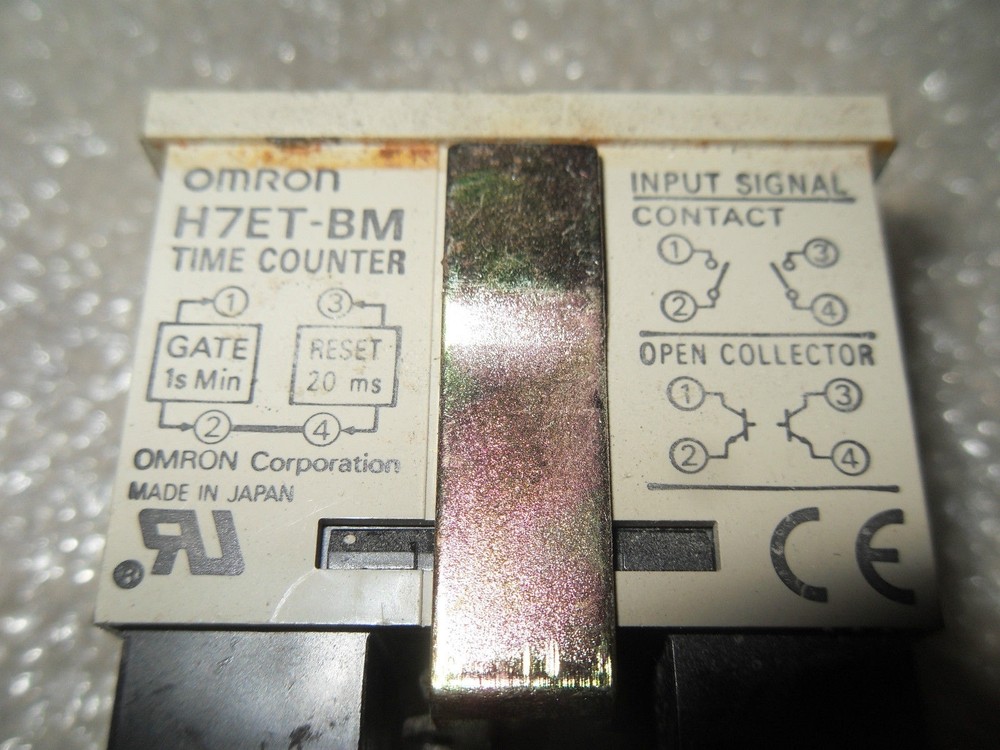 OMRON
H7ET-BM
TIME COUNTER
① ③
GATE
1s Min
RESET
20 ms
② ④
OMRON Corporation
MADE IN JAPAN
INPUT SIGNAL
CONTACT
① ③
② ④
OPEN COLLECTOR
① ③
② ④
CE